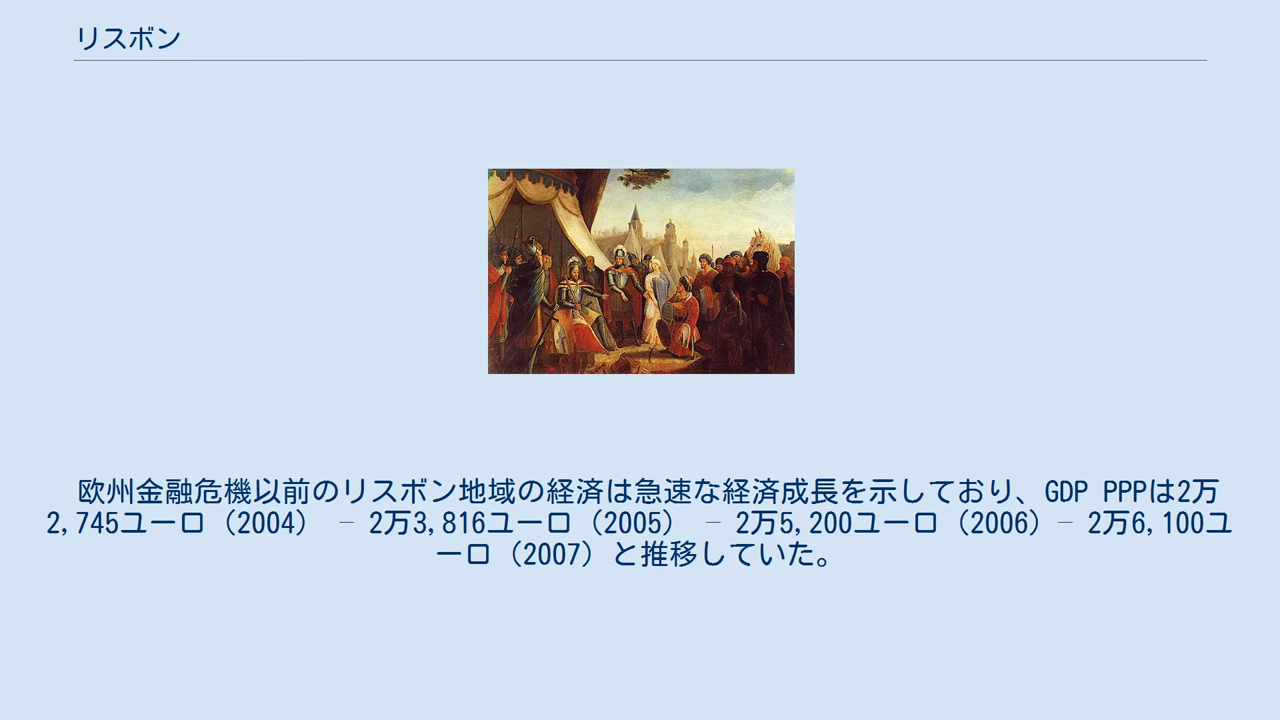 リスボン
欧州金融危機以前のリスボン地域の経済は急速な経済成長を示しており、GDP PPPは2万
2,745ユーロ（2004） – 2万3,816ユーロ（2005） – 2万5,200ユーロ（2006）– 2万6,100ユ
ーロ（2007）と推移していた。